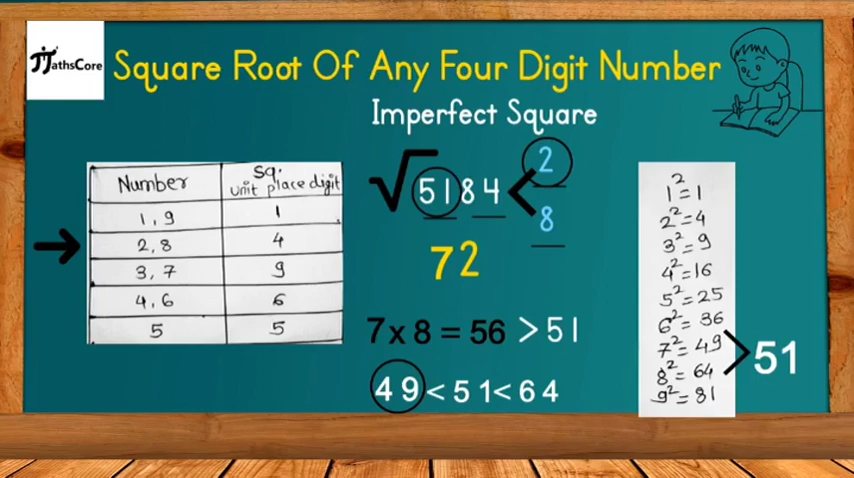 MathsCore
Square Root Of Any Four Digit Number
Imperfect Square
Number | Sq. unit place digit
1, 9 | 1
2, 8 | 4
3, 7 | 9
4, 6 | 6
5 | 5
√5184 < 2
8
72
7 x 8 = 56 > 51
49 < 51 < 64
1² = 1
2² = 4
3² = 9
4² = 16
5² = 25
6² = 36
7² = 49
8² = 64
9² = 81
> 51